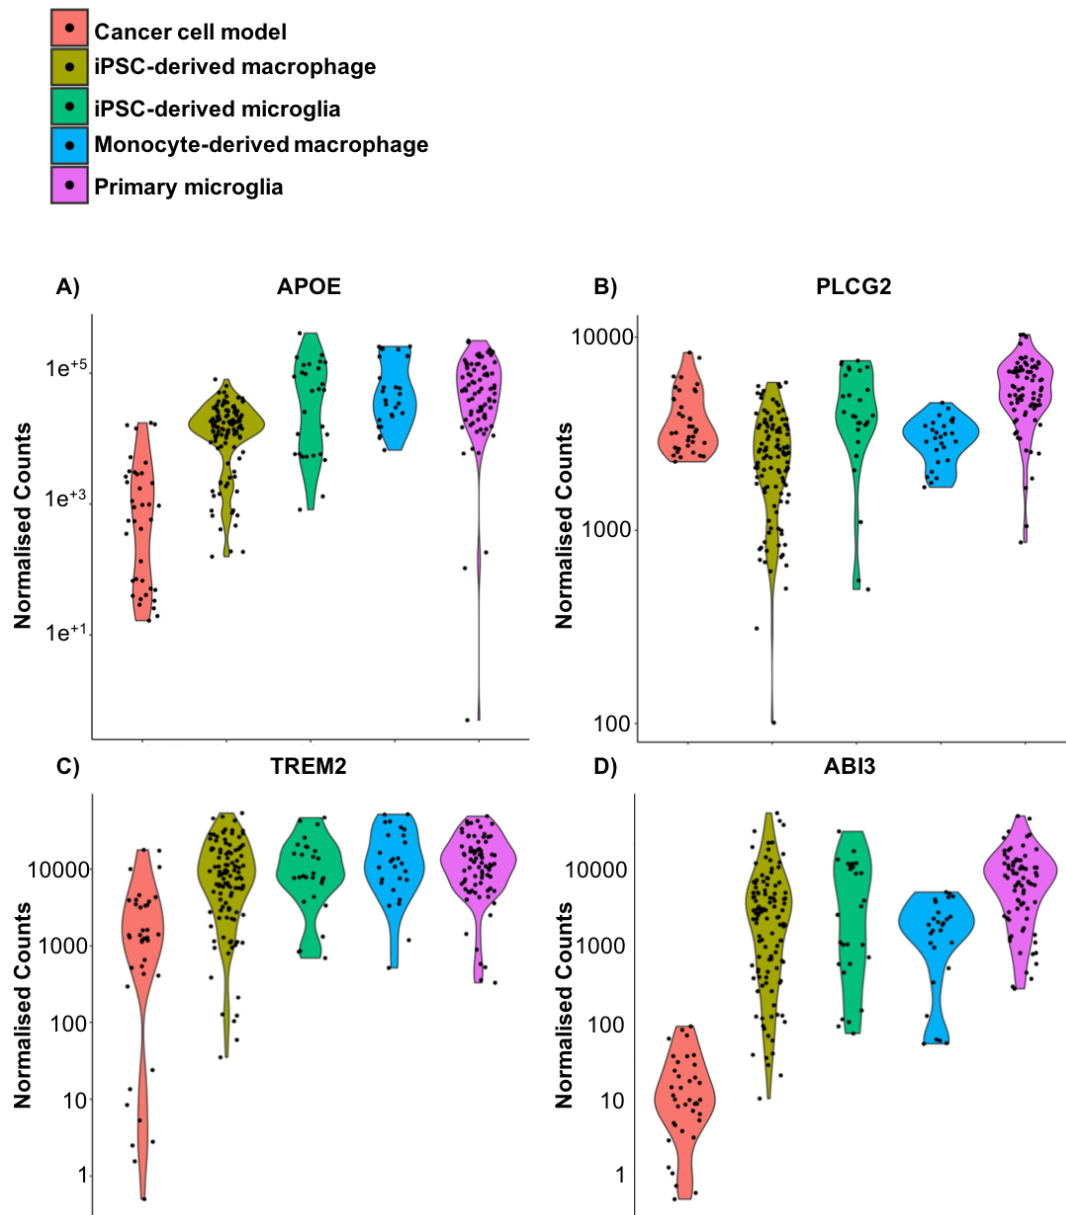 Cancer cell model
iPSC-derived macrophage
iPSC-derived microglia
Monocyte-derived macrophage
Primary microglia
A) APOE
Normalised Counts
1e+5
1e+3
1e+1
B) PLCG2
Normalised Counts
10000
1000
100
C) TREM2
Normalised Counts
10000
1000
100
10
1
D) ABI3
Normalised Counts
10000
1000
100
10
1